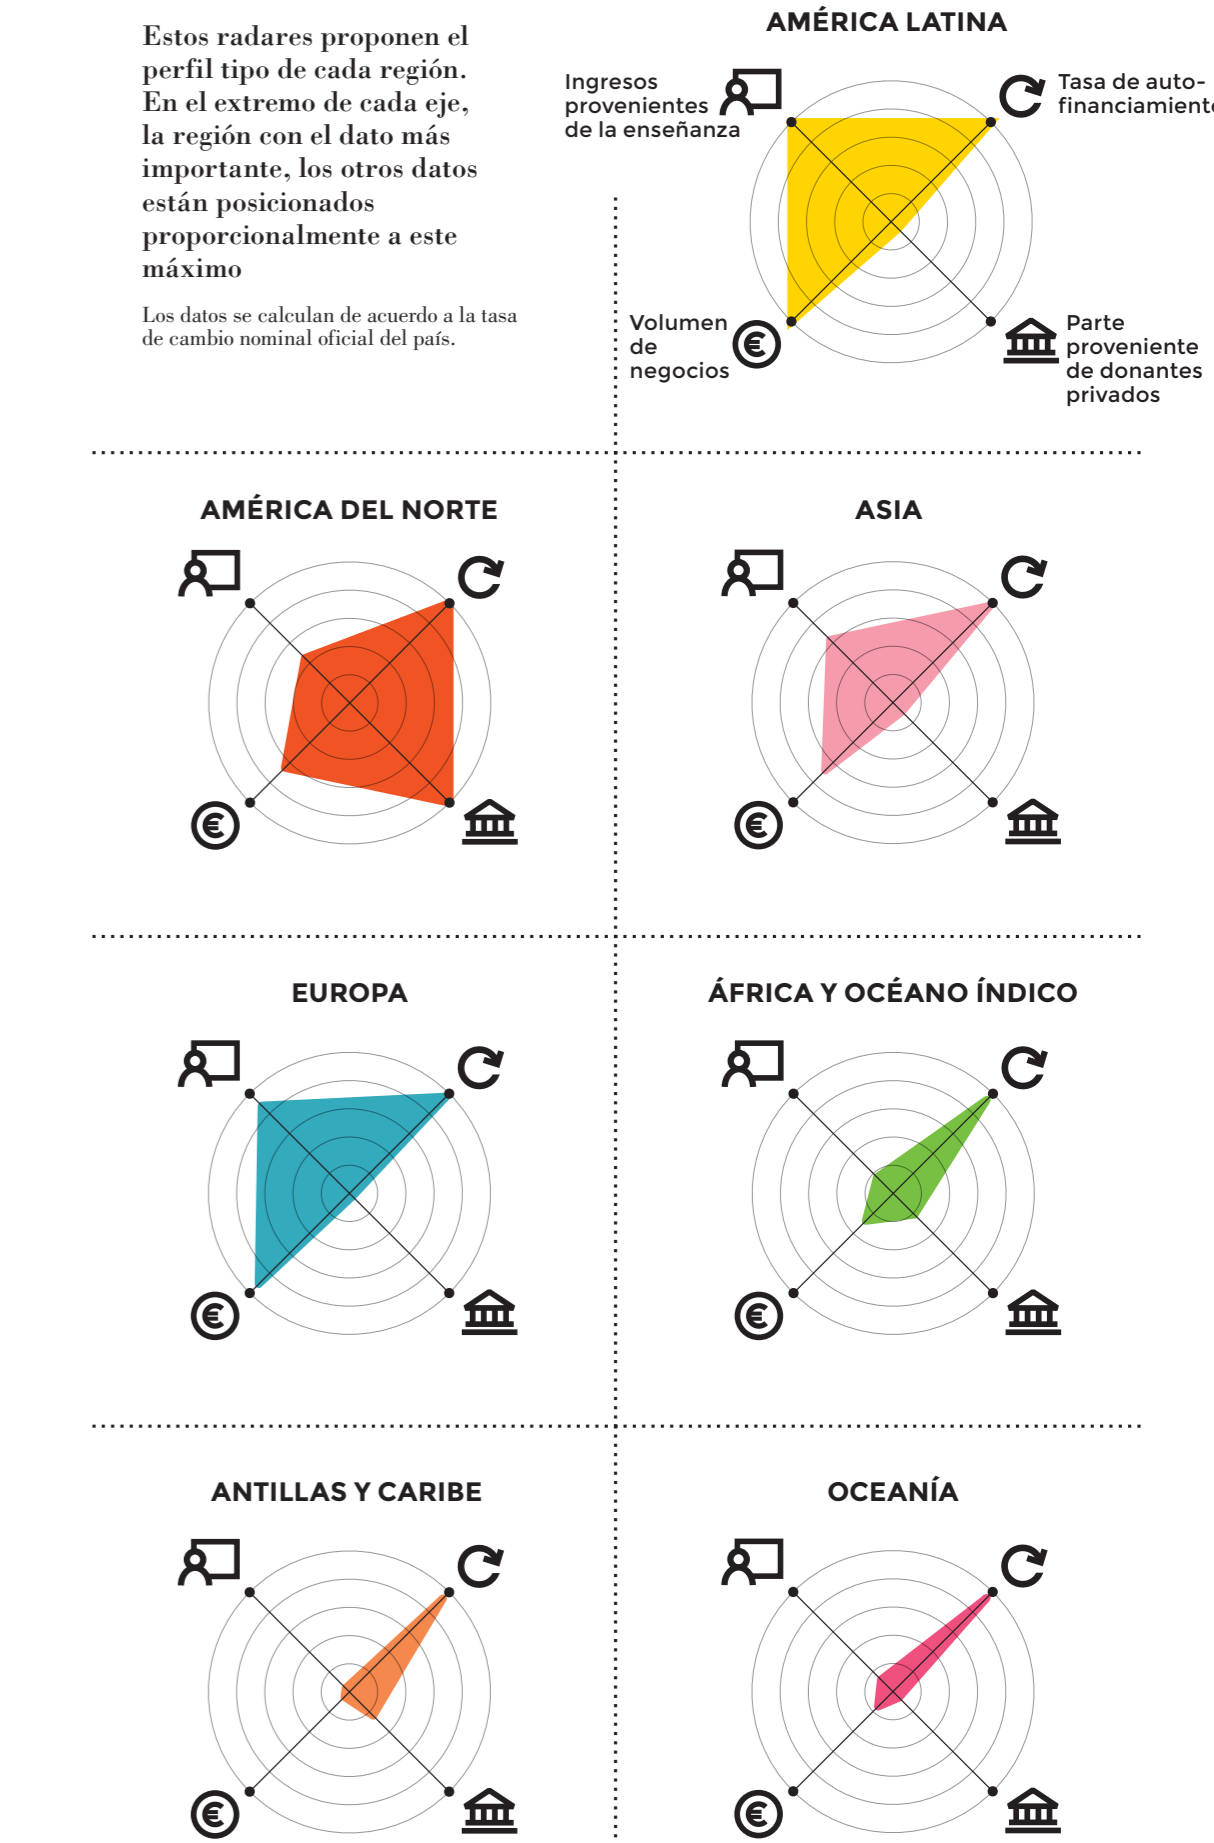 Estos radares proponen el
perfil tipo de cada región.
En el extremo de cada eje,
la región con el dato más
importante, los otros datos
están posicionados
proporcionalmente a este
máximo
Los datos se calculan de acuerdo a la tasa
de cambio nominal oficial del país.
AMÉRICA LATINA
Ingresos
provenientes
de la enseñanza
Tasa de auto-
financiamiento
Volumen
de
negocios
€
Parte
proveniente
de donantes
privados
AMÉRICA DEL NORTE
€
ASIA
€
EUROPA
€
ÁFRICA Y OCÉANO ÍNDICO
€
ANTILLAS Y CARIBE
€
OCEANÍA
€